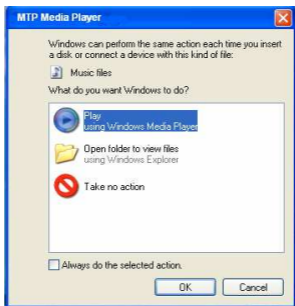 MTP Media Player
Windows can perform the same action each time you insert
a disk or connect a device with this kind of file:
Music files
What do you want Windows to do?
Play
using Windows Media Player
Open folder to view files
using Windows Explorer
Take no action
Always do the selected action.
OK Cancel